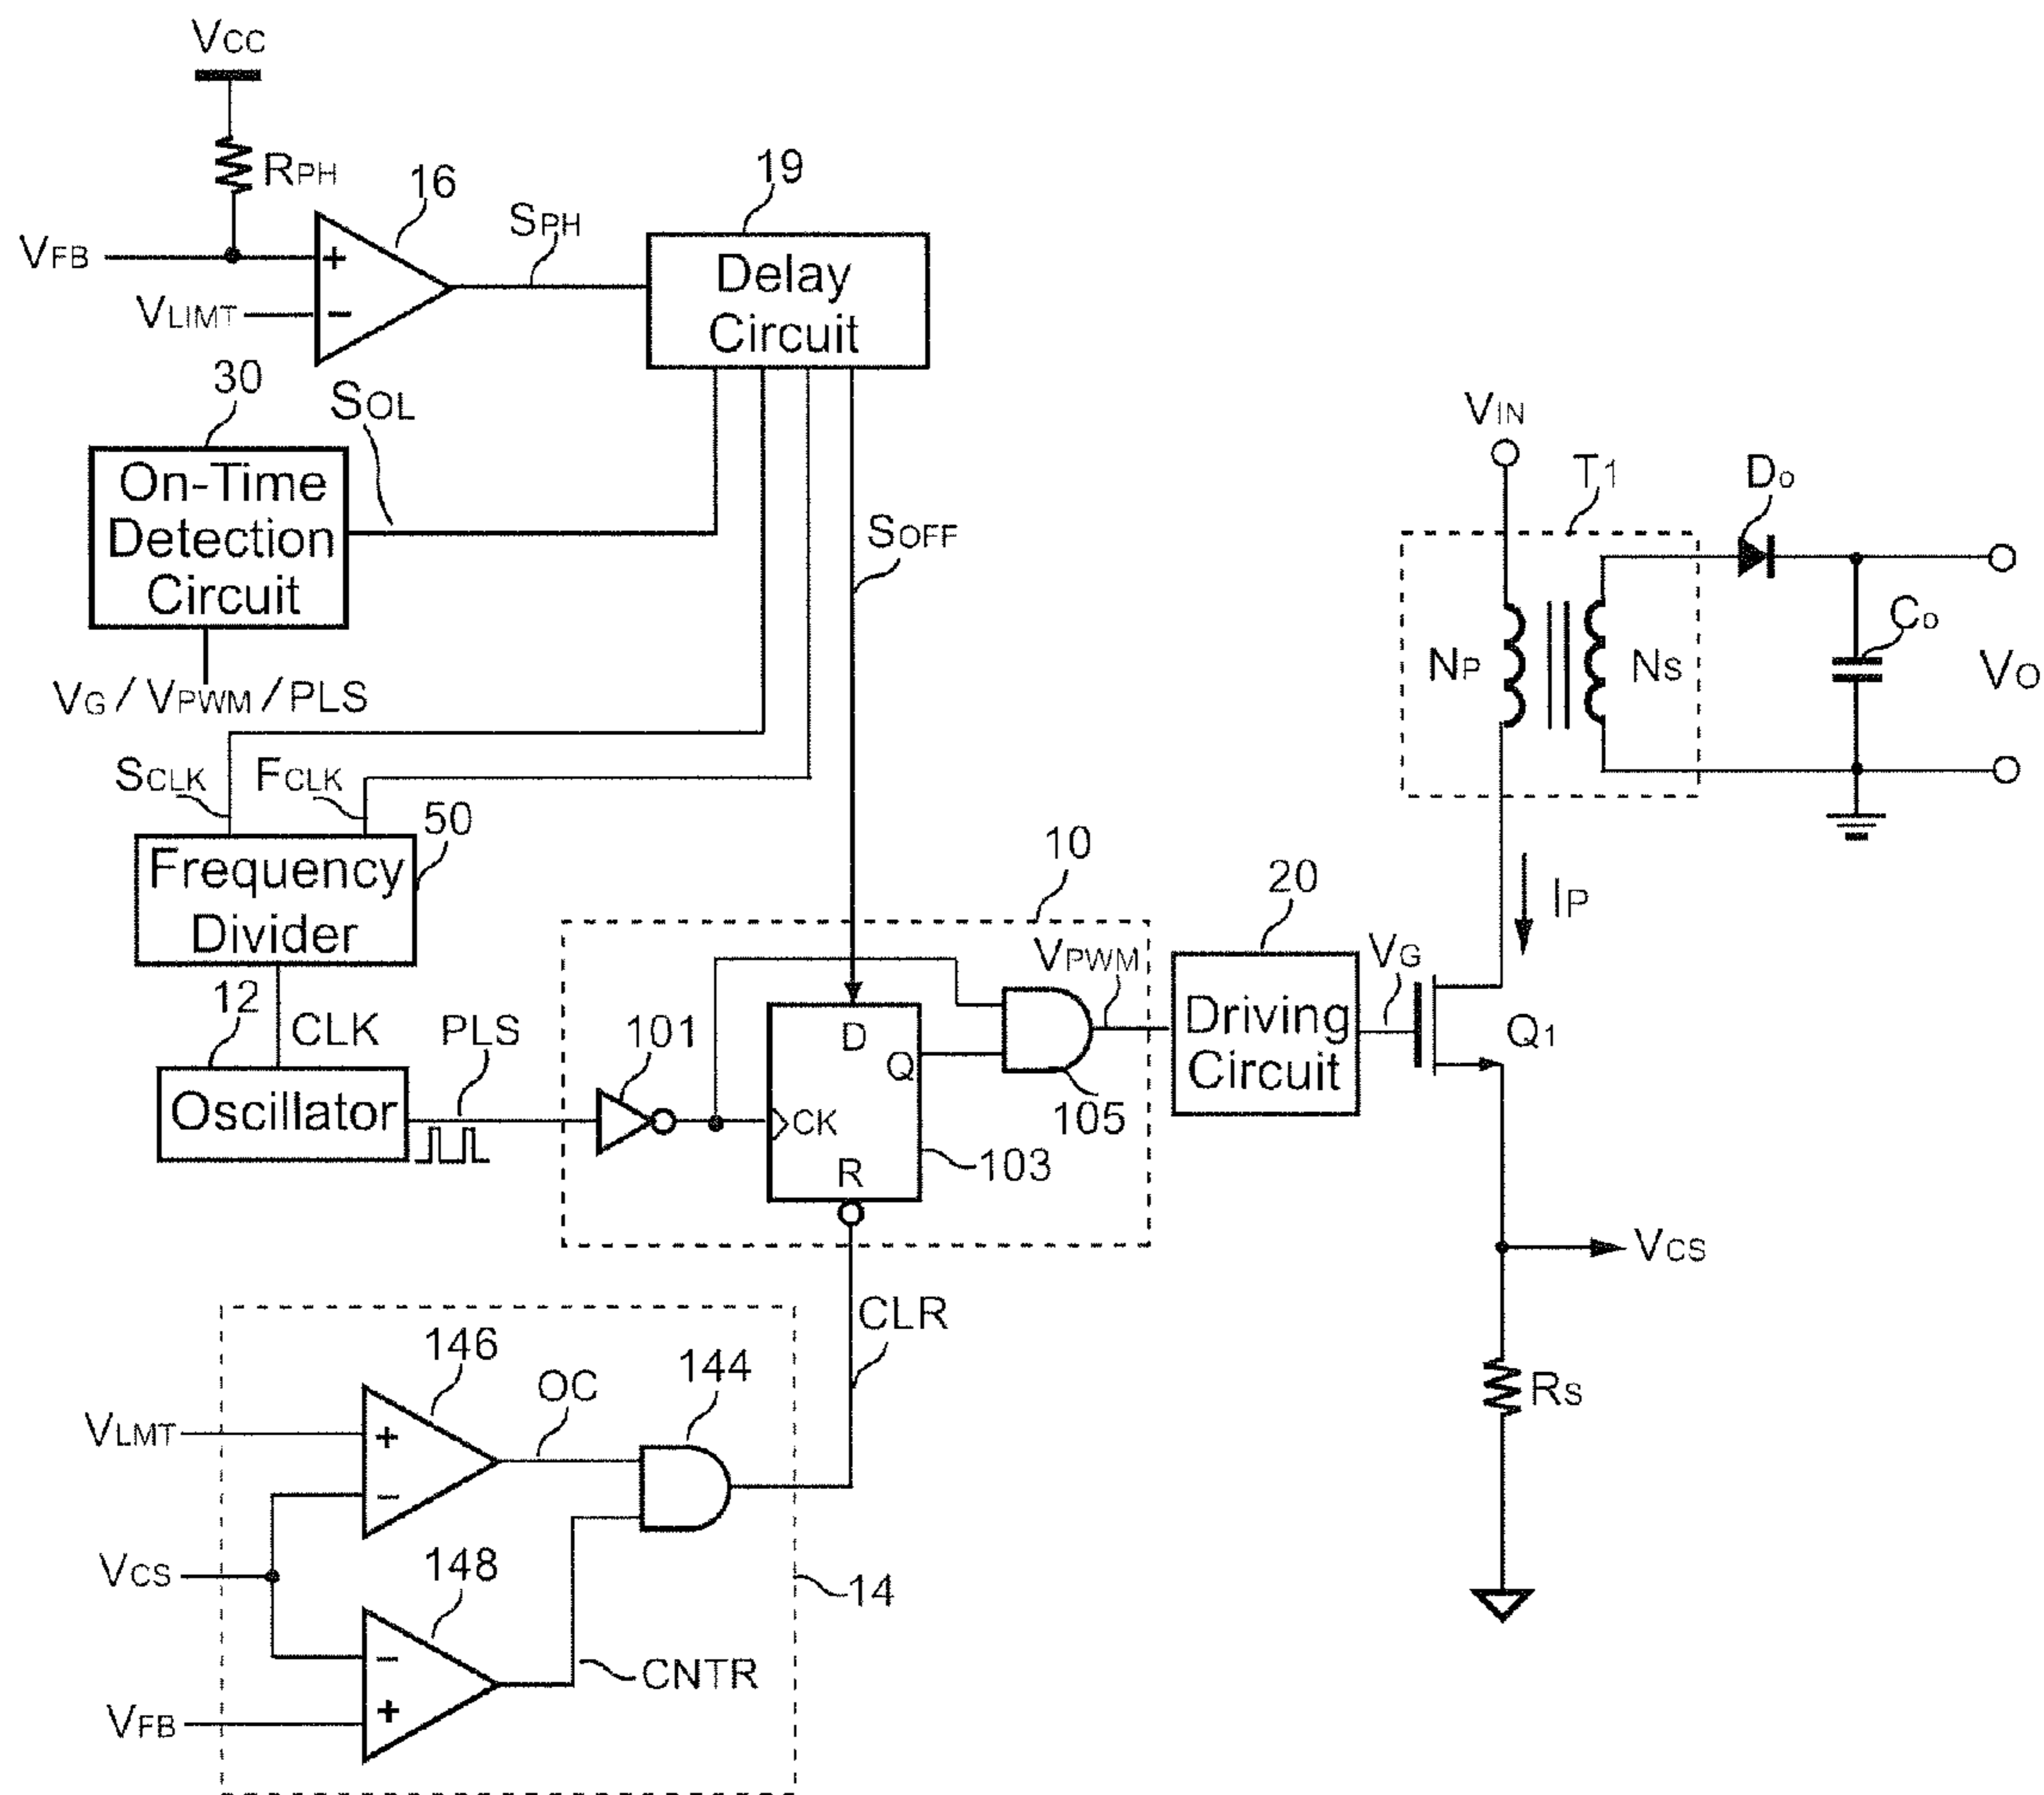 VCC
RPH
16
19
SPH
VFB
+
−
VLIMT
Delay
Circuit
30
SOL
On-Time
Detection
Circuit
VG / VPWM / PLS
SOFF
SCLK
FCLK
50
Frequency
Divider
12
CLK
PLS
Oscillator
10
101
D
Q
CK
R
103
VPWM
105
20
Driving
Circuit
VG
Q1
VIN
T1
Do
NP
NS
Co
VO
IP
VCS
RS
CLR
146
OC
144
VLMT
+
−
VCS
148
−
+
14
CNTR
VFB